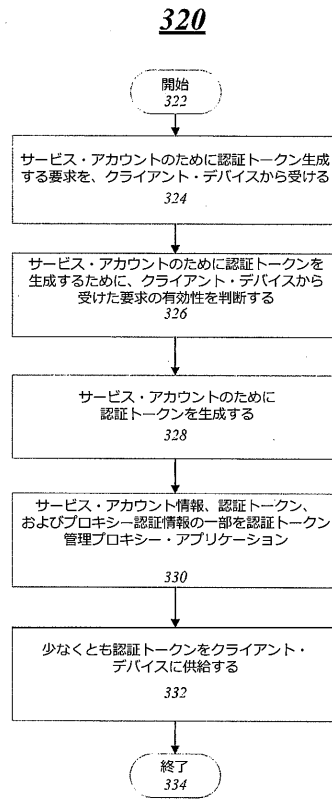 320
開始
322
サービス・アカウントのために認証トークン生成
する要求を、クライアント・デバイスから受ける
324
サービス・アカウントのために認証トークンを
生成するために、クライアント・デバイスから
受けた要求の有効性を判断する
326
サービス・アカウントのために
認証トークンを生成する
328
サービス・アカウント情報、認証トークン、
およびプロキシー認証情報の一部を認証トークン
管理プロキシー・アプリケーション
330
少なくとも認証トークンをクライアント・
デバイスに供給する
332
終了
334